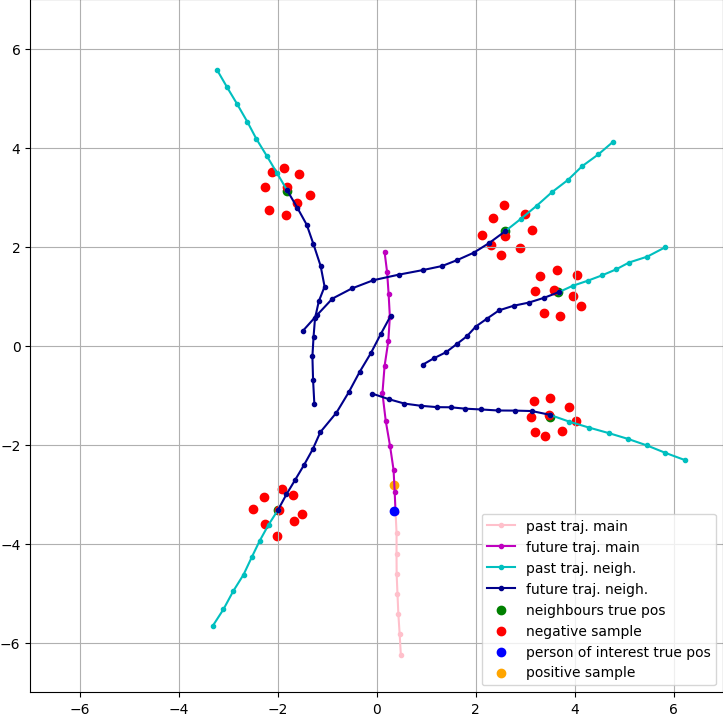 6
4
2
0
−2
−4
−6
−6
−4
−2
0
2
4
6
past traj. main
future traj. main
past traj. neigh.
future traj. neigh.
neighbours true pos
negative sample
person of interest true pos
positive sample